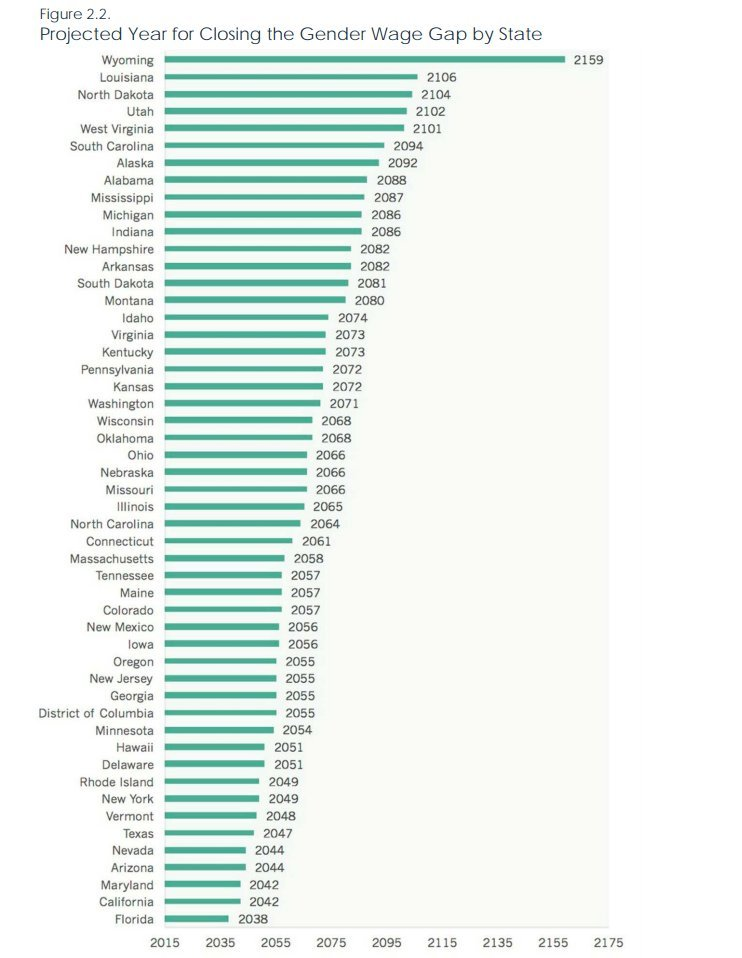 Figure 2.2.
Projected Year for Closing the Gender Wage Gap by State
Wyoming 2159
Louisiana 2106
North Dakota 2104
Utah 2102
West Virginia 2101
South Carolina 2094
Alaska 2092
Alabama 2088
Mississippi 2087
Michigan 2086
Indiana 2086
New Hampshire 2082
Arkansas 2082
South Dakota 2081
Montana 2080
Idaho 2074
Virginia 2073
Kentucky 2073
Pennsylvania 2072
Kansas 2072
Washington 2071
Wisconsin 2068
Oklahoma 2068
Ohio 2066
Nebraska 2066
Missouri 2066
Illinois 2065
North Carolina 2064
Connecticut 2061
Massachusetts 2058
Tennessee 2057
Maine 2057
Colorado 2057
New Mexico 2056
Iowa 2056
Oregon 2055
New Jersey 2055
Georgia 2055
District of Columbia 2055
Minnesota 2054
Hawaii 2051
Delaware 2051
Rhode Island 2049
New York 2049
Vermont 2048
Texas 2047
Nevada 2044
Arizona 2044
Maryland 2042
California 2042
Florida 2038
2015 2035 2055 2075 2095 2115 2135 2155 2175